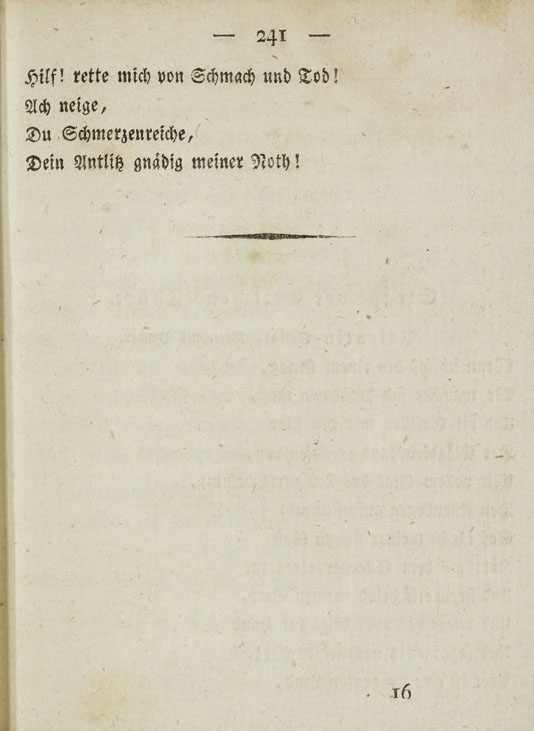 — 241 —
Hilf! rette mich von Schmach und Tod!
Ach neige,
Du Schmerzenreiche,
Dein Antlitz gnädig meiner Noth!
16